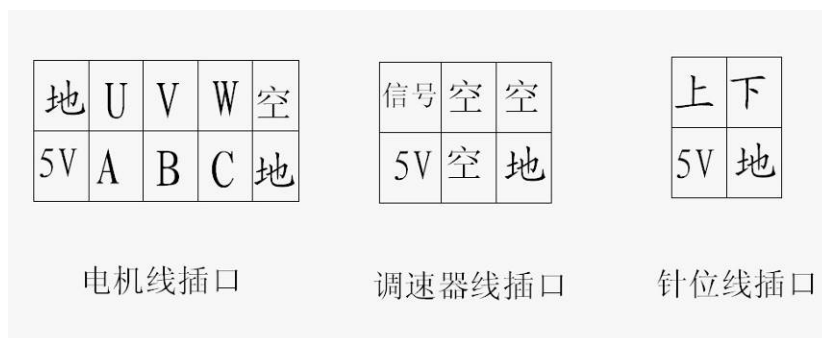 地 U V W 空
5V A B C 地
电机线插口
信号 空 空
5V 空 地
调速器线插口
上 下
5V 地
针位线插口